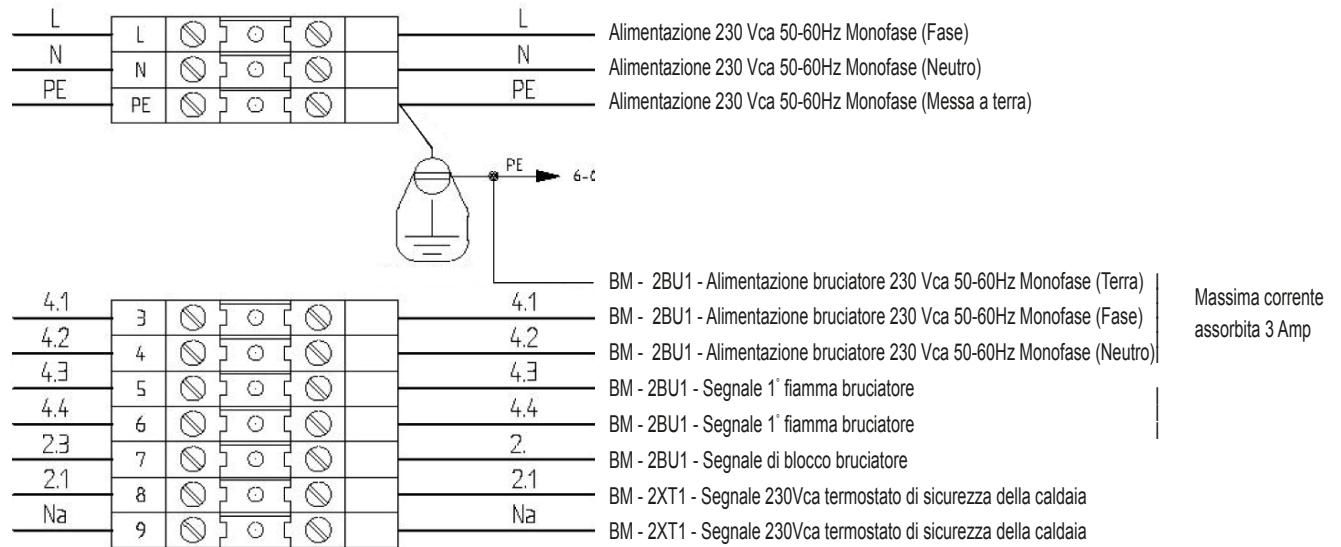 L L L Alimentazione 230 Vca 50-60Hz Monofase (Fase)
N N N Alimentazione 230 Vca 50-60Hz Monofase (Neutro)
PE PE PE Alimentazione 230 Vca 50-60Hz Monofase (Messa a terra)
PE
BM - 2BU1 - Alimentazione bruciatore 230 Vca 50-60Hz Monofase (Terra)
4.1 3 4.1 BM - 2BU1 - Alimentazione bruciatore 230 Vca 50-60Hz Monofase (Fase)
Massima corrente
assorbita 3 Amp
4.2 4 4.2 BM - 2BU1 - Alimentazione bruciatore 230 Vca 50-60Hz Monofase (Neutro)
4.3 5 4.3 BM - 2BU1 - Segnale 1° fiamma bruciatore
4.4 6 4.4 BM - 2BU1 - Segnale 1° fiamma bruciatore
2.3 7 2. BM - 2BU1 - Segnale di blocco bruciatore
2.1 8 2.1 BM - 2XT1 - Segnale 230Vca termostato di sicurezza della caldaia
Na 9 Na BM - 2XT1 - Segnale 230Vca termostato di sicurezza della caldaia